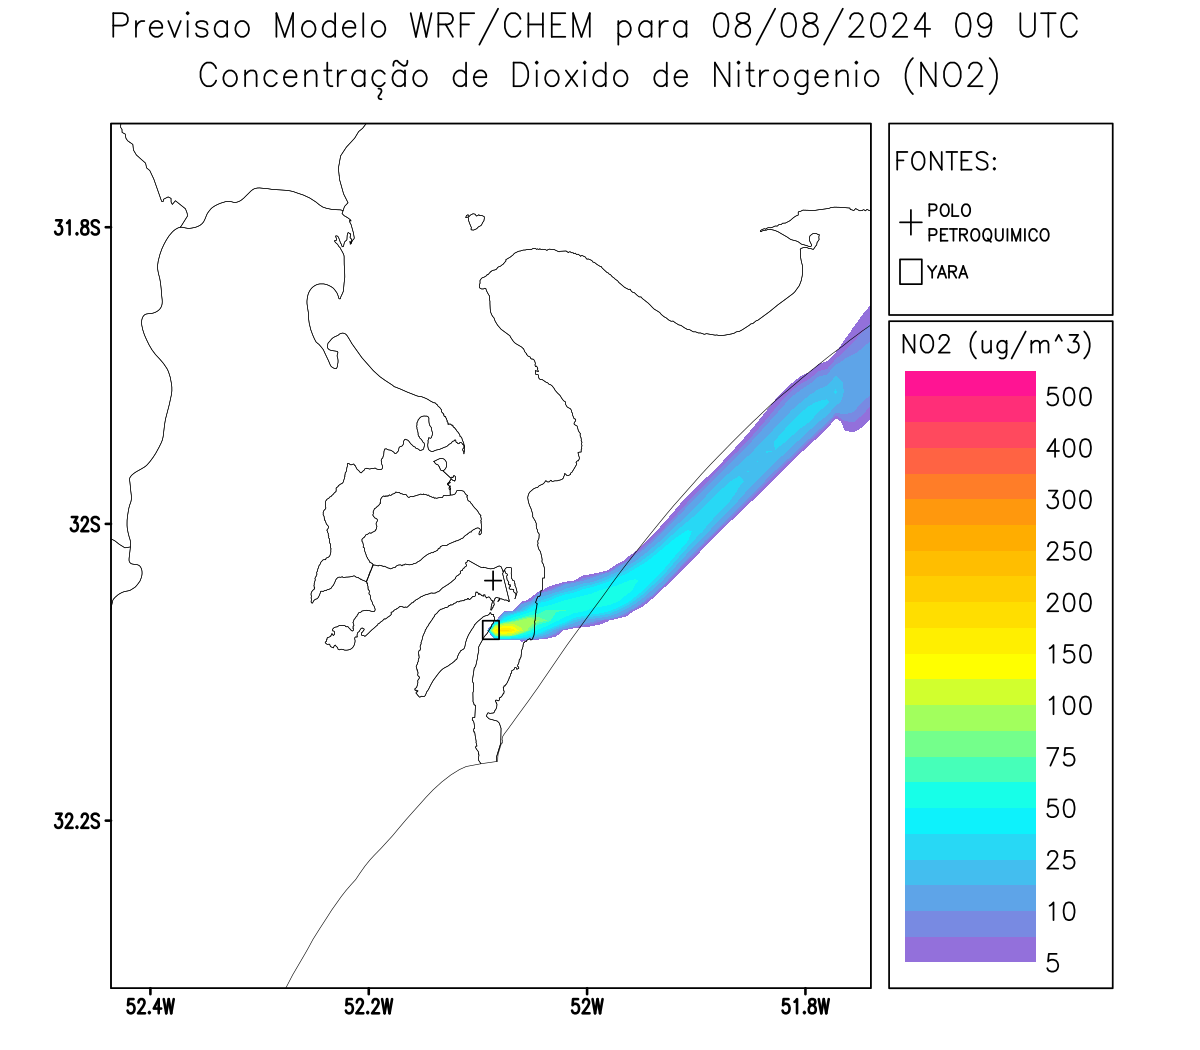 Previsao Modelo WRF/CHEM para 08/08/2024 09 UTC
Concentração de Dioxido de Nitrogenio (NO2)
FONTES:
POLO
PETROQUIMICO
YARA
NO2 (ug/m^3)
500
400
300
250
200
150
100
75
50
25
10
5
31.8S
32S
32.2S
52.4W
52.2W
52W
51.8W